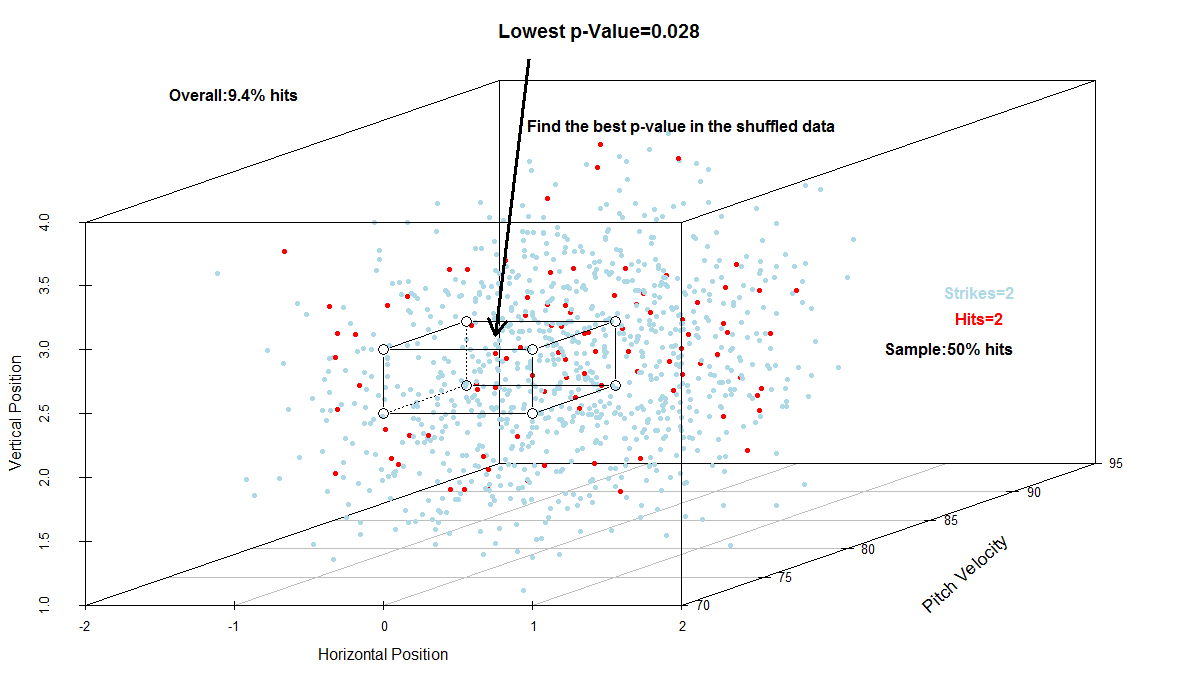 Lowest p-Value=0.028
Overall:9.4% hits
Find the best p-value in the shuffled data
Strikes=2
Hits=2
Sample:50% hits
4.0
3.5
3.0
2.5
2.0
1.5
1.0
Vertical Position
-2
-1
0
1
2
Horizontal Position
70
75
80
85
90
95
Pitch Velocity